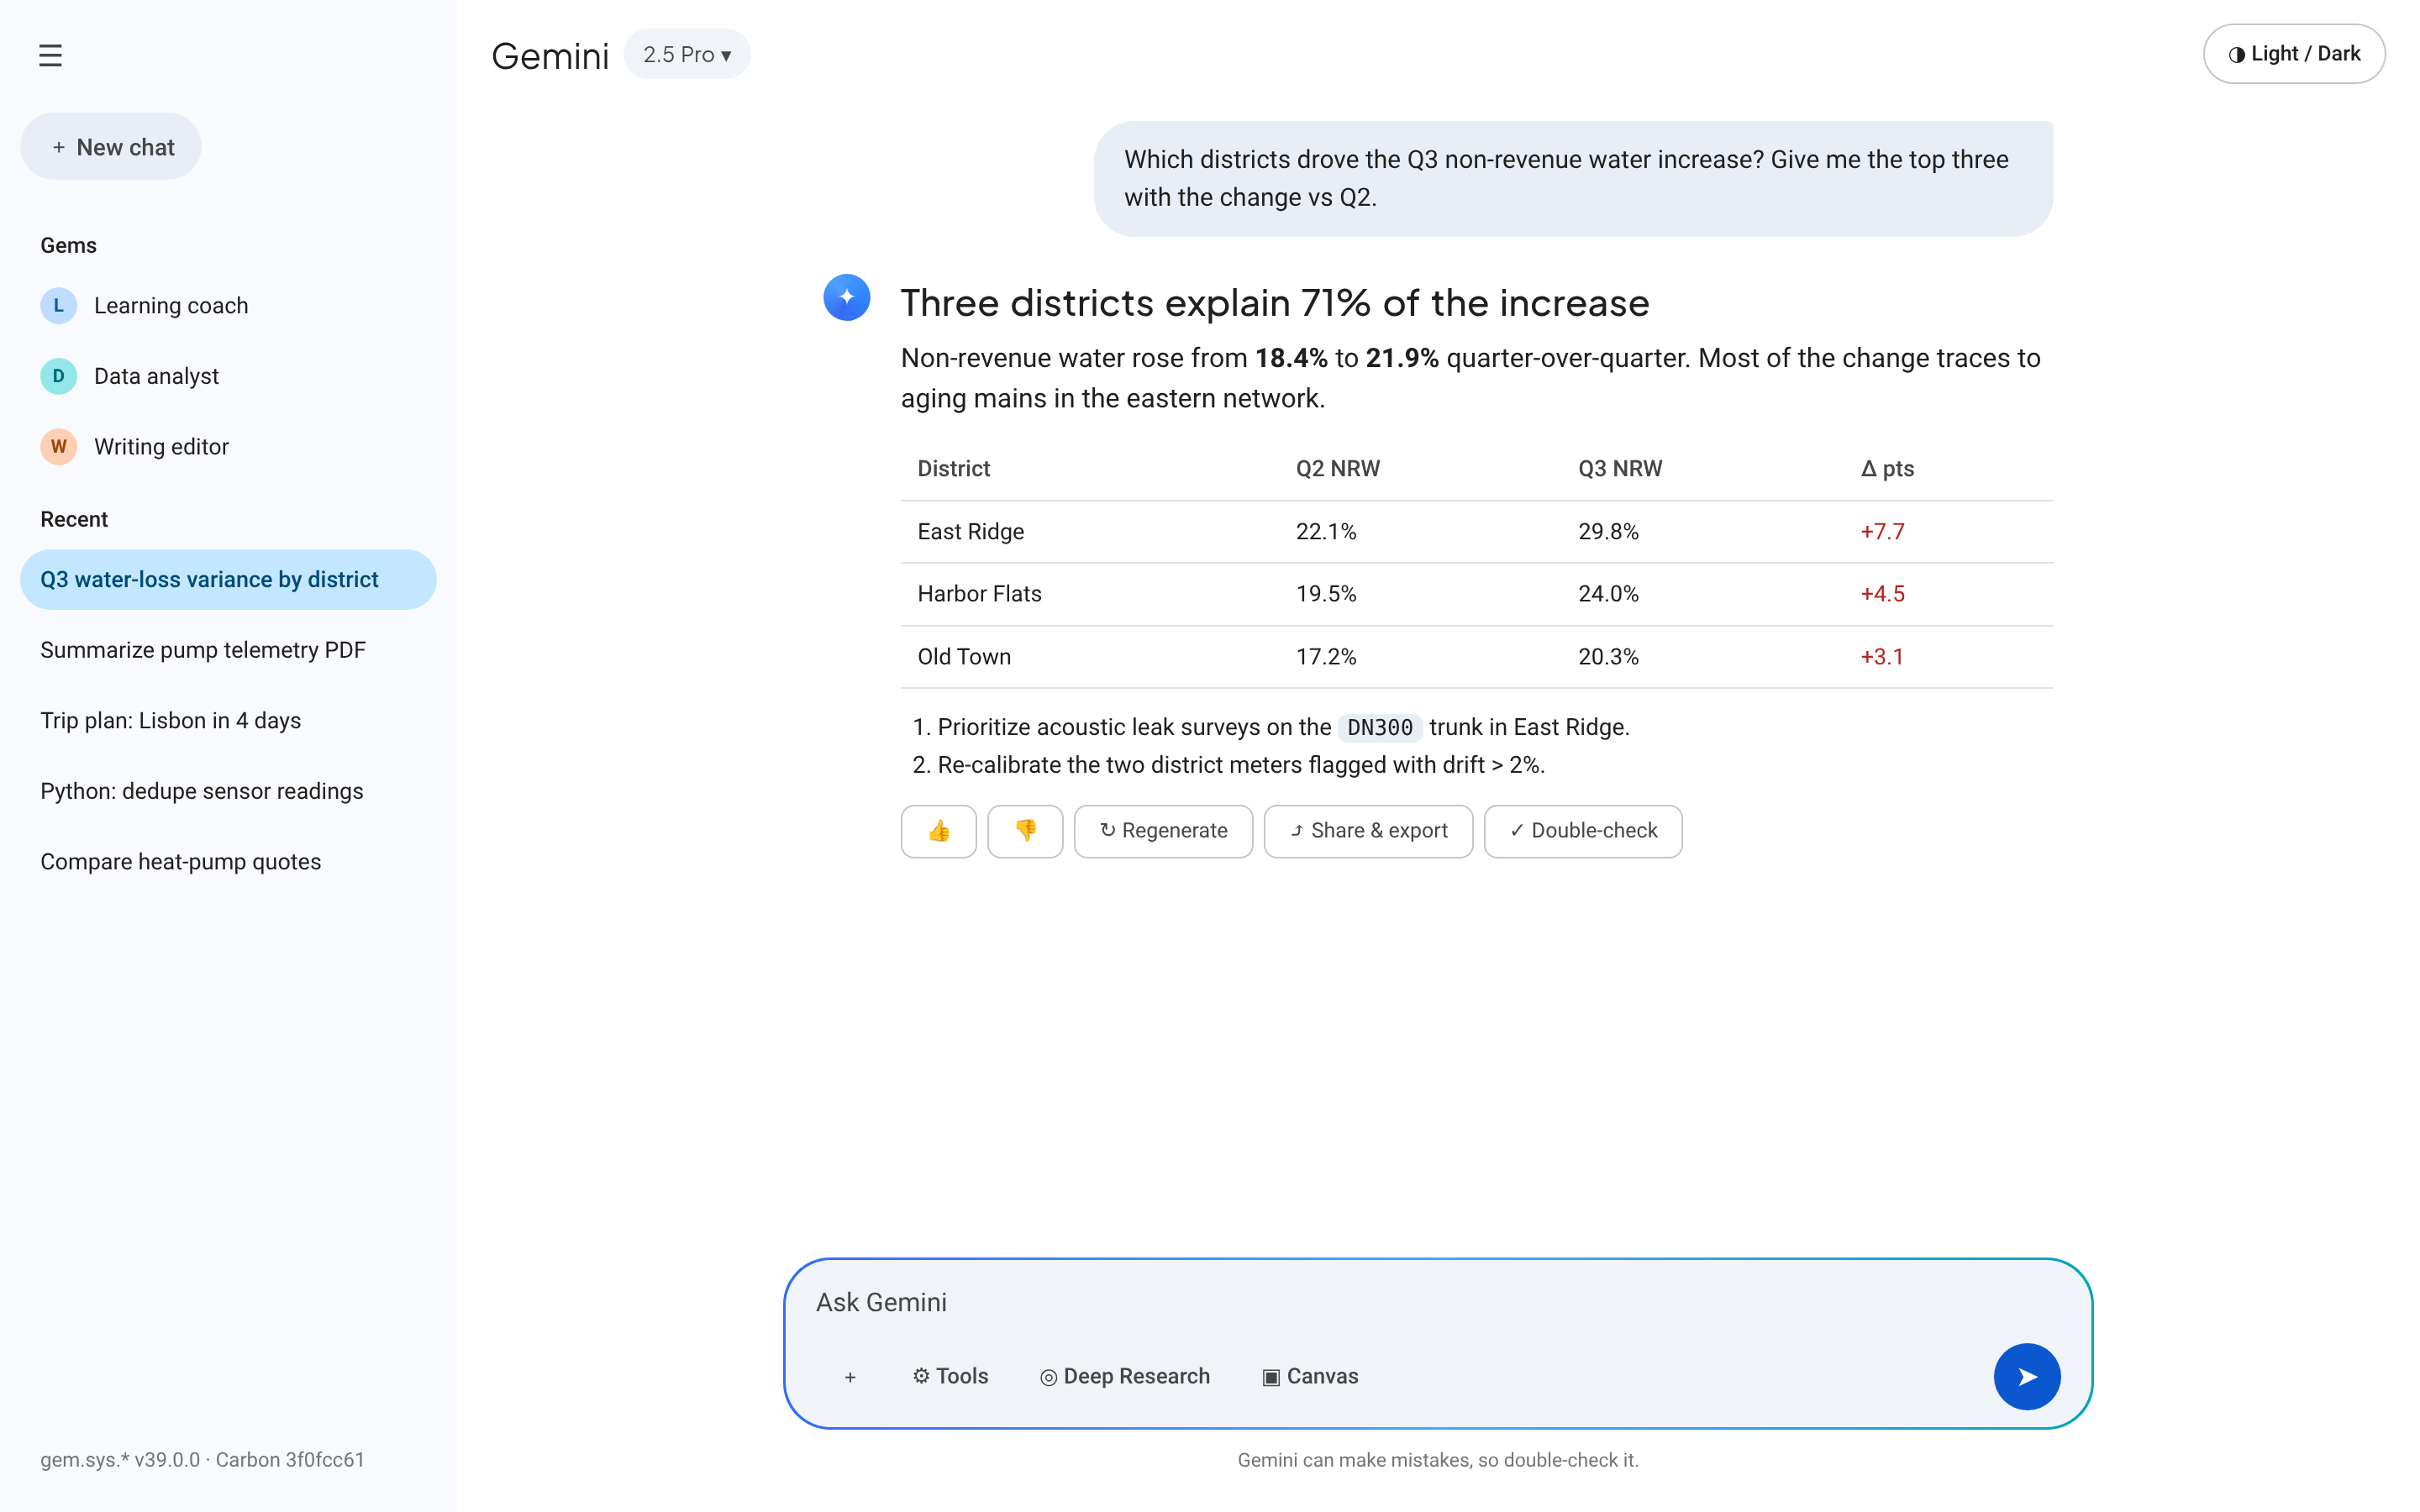 ☰
+ New chat
Gems
L Learning coach
D Data analyst
W Writing editor
Recent
Q3 water-loss variance by district
Summarize pump telemetry PDF
Trip plan: Lisbon in 4 days
Python: dedupe sensor readings
Compare heat-pump quotes
gem.sys.* v39.0.0 · Carbon 3f0fcc61
Gemini 2.5 Pro ▾
◑ Light / Dark
Which districts drove the Q3 non-revenue water increase? Give me the top three
with the change vs Q2.
Three districts explain 71% of the increase
Non-revenue water rose from 18.4% to 21.9% quarter-over-quarter. Most of the change traces to
aging mains in the eastern network.
District Q2 NRW Q3 NRW Δ pts
East Ridge 22.1% 29.8% +7.7
Harbor Flats 19.5% 24.0% +4.5
Old Town 17.2% 20.3% +3.1
1. Prioritize acoustic leak surveys on the DN300 trunk in East Ridge.
2. Re-calibrate the two district meters flagged with drift > 2%.
👍 👎 ↻ Regenerate ⤴ Share & export ✓ Double-check
Ask Gemini
+ ⚙ Tools ◎ Deep Research ▣ Canvas ➤
Gemini can make mistakes, so double-check it.